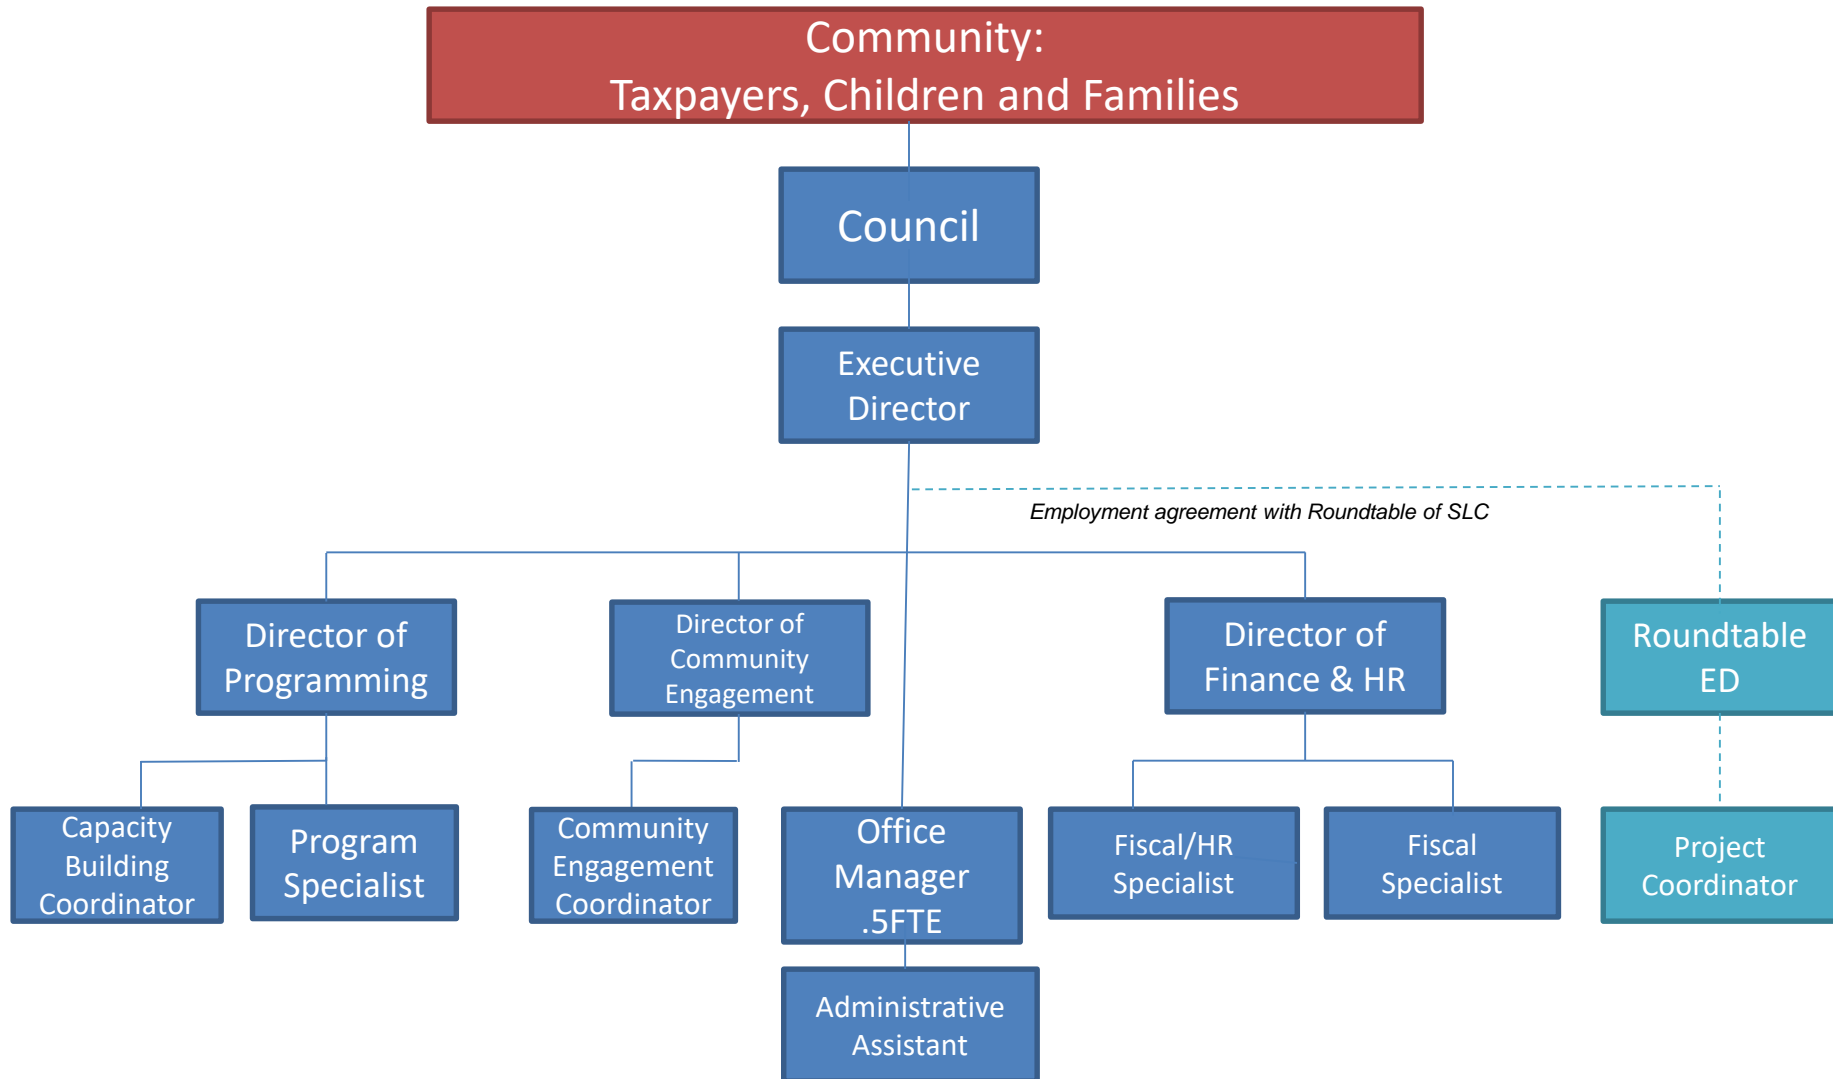 Community:
Taxpayers, Children and Families
Council
Executive
Director
Employment agreement with Roundtable of SLC
Director of
Programming
Director of
Community
Engagement
Director of
Finance & HR
Roundtable
ED
Capacity
Building
Coordinator
Program
Specialist
Community
Engagement
Coordinator
Office
Manager
.5FTE
Fiscal/HR
Specialist
Fiscal
Specialist
Project
Coordinator
Administrative
Assistant